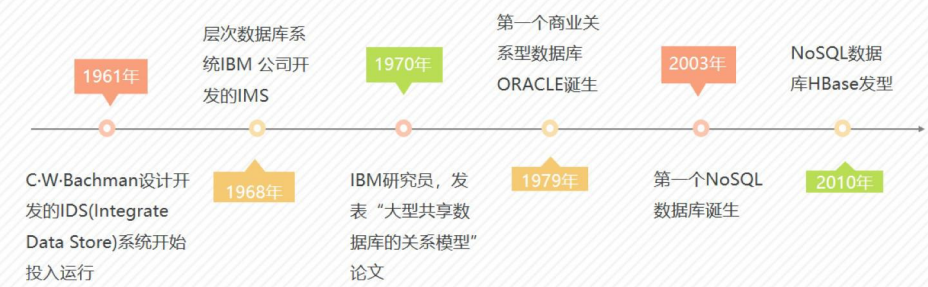 1961年
C·W·Bachman设计开
发的IDS(Integrate
Data Store)系统开始
投入运行
层次数据库系
统IBM 公司开
发的IMS
1968年
1970年
IBM研究员，发
表“大型共享数
据库的关系模型”
论文
第一个商业关
系型数据库
ORACLE诞生
1979年
2003年
第一个NoSQL
数据库诞生
NoSQL数据
库HBase发型
2010年